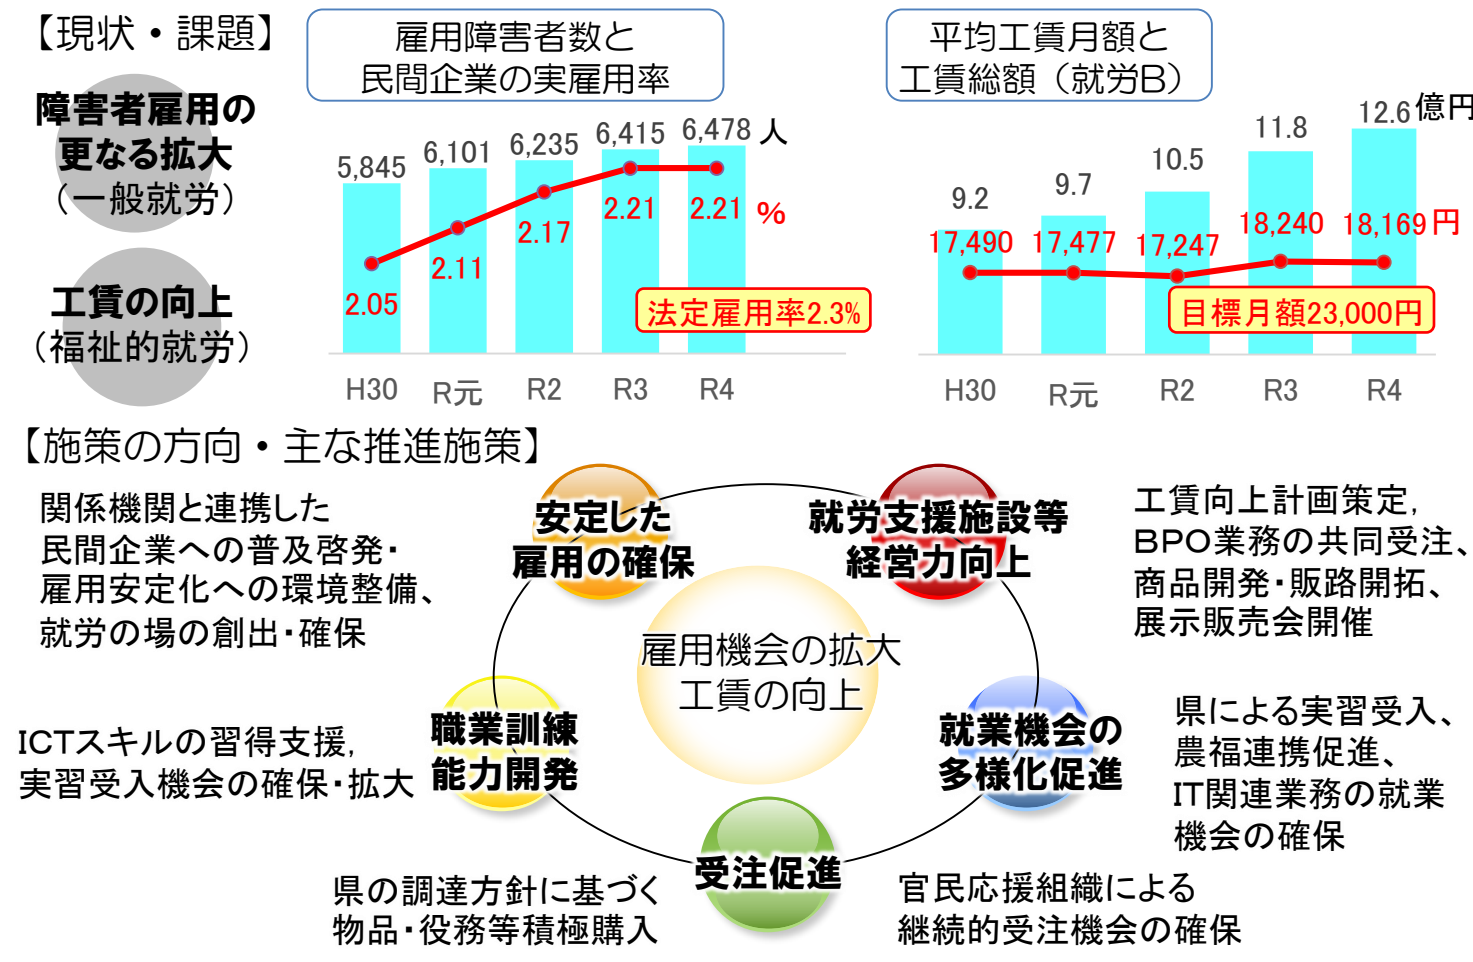 【現状・課題】
障害者雇用の
更なる拡大
（一般就労）
工賃の向上
（福祉的就労）
雇用障害者数と
民間企業の実雇用率
5,845
6,101
6,235
6,415
6,478
人
2.05
2.11
2.17
2.21
2.21
%
法定雇用率2.3%
H30
R元
R2
R3
R4
平均工賃月額と
工賃総額（就労B）
9.2
9.7
10.5
11.8
12.6
億円
17,490
17,477
17,247
18,240
18,169
円
目標月額23,000円
H30
R元
R2
R3
R4
【施策の方向・主な推進施策】
安定した
雇用の確保
関係機関と連携した
民間企業への普及啓発・
雇用安定化への環境整備、
就労の場の創出・確保
就労支援施設等
経営力向上
工賃向上計画策定,
BPO業務の共同受注、
商品開発・販路開拓、
展示販売会開催
雇用機会の拡大
工賃の向上
職業訓練
能力開発
ICTスキルの習得支援,
実習受入機会の確保・拡大
就業機会の
多様化促進
県による実習受入、
農福連携促進、
IT関連業務の就業
機会の確保
受注促進
県の調達方針に基づく
物品・役務等積極購入
官民応援組織による
継続的受注機会の確保